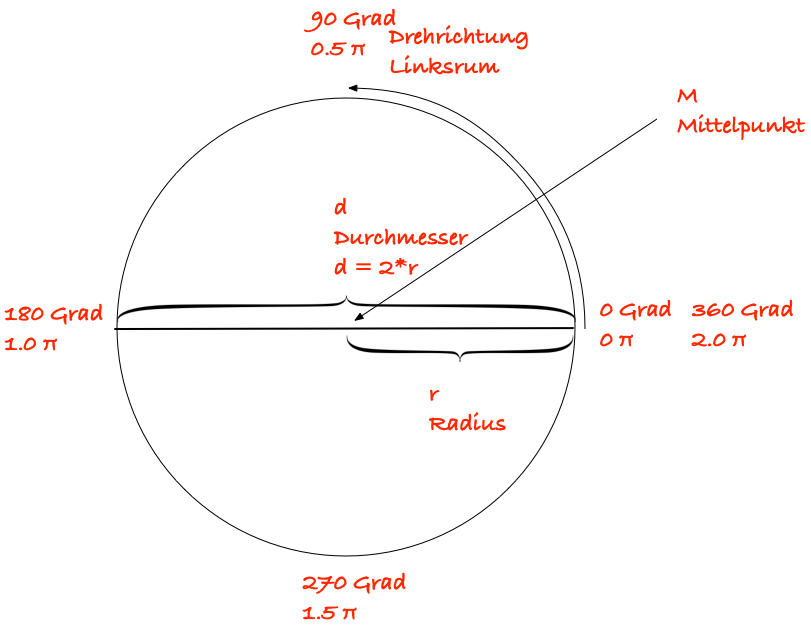 90 Grad
0.5 π
Drehrichtung
Linksrum
M
Mittelpunkt
d
Durchmesser
d = 2*r
180 Grad
1.0 π
0 Grad
0 π
360 Grad
2.0 π
r
Radius
270 Grad
1.5 π